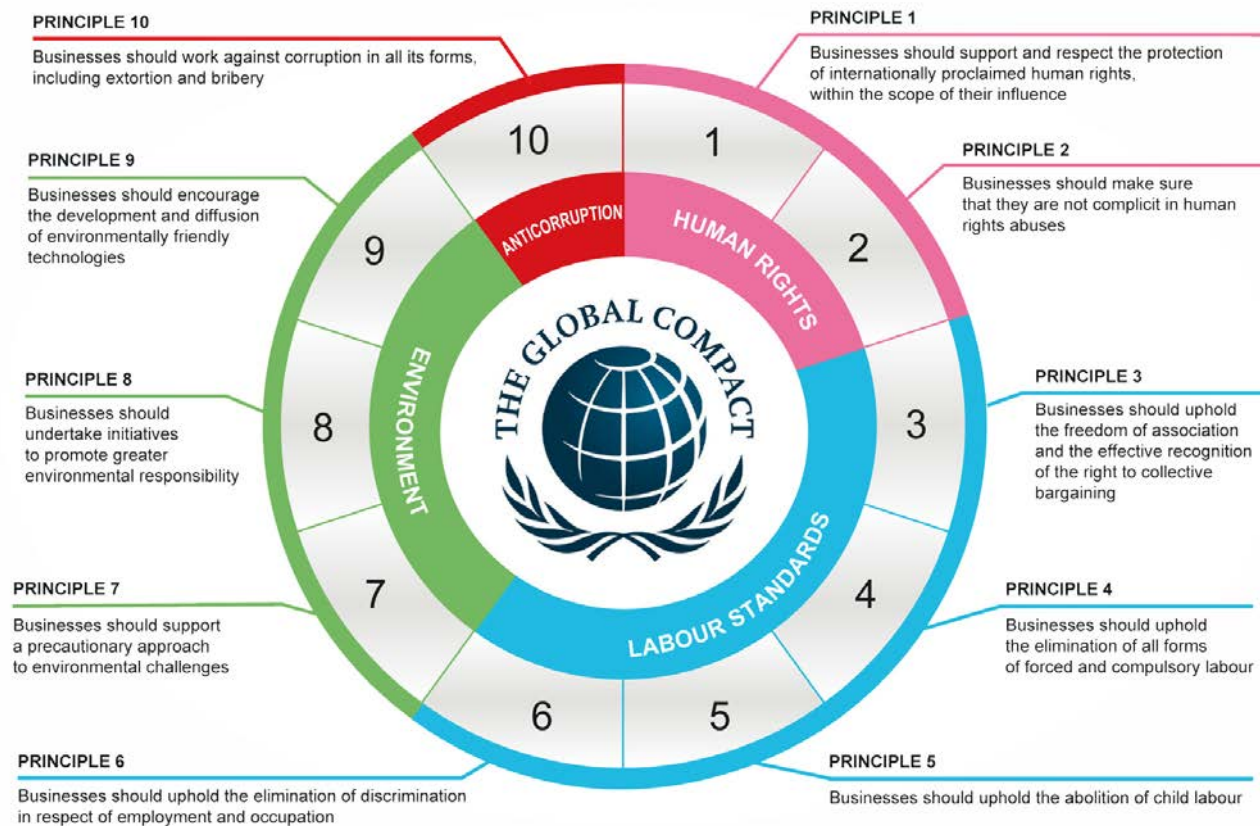 PRINCIPLE 10
Businesses should work against corruption in all its forms,
including extortion and bribery
PRINCIPLE 1
Businesses should support and respect the protection
of internationally proclaimed human rights,
within the scope of their influence
PRINCIPLE 9
Businesses should encourage
the development and diffusion
of environmentally friendly
technologies
PRINCIPLE 2
Businesses should make sure
that they are not complicit in human
rights abuses
PRINCIPLE 8
Businesses should
undertake initiatives
to promote greater
environmental responsibility
PRINCIPLE 3
Businesses should uphold
the freedom of association
and the effective recognition
of the right to collective
bargaining
PRINCIPLE 7
Businesses should support
a precautionary approach
to environmental challenges
PRINCIPLE 4
Businesses should uphold
the elimination of all forms
of forced and compulsory labour
PRINCIPLE 6
Businesses should uphold the elimination of discrimination
in respect of employment and occupation
PRINCIPLE 5
Businesses should uphold the abolition of child labour
1
2
3
4
5
6
7
8
9
10
HUMAN RIGHTS
LABOUR STANDARDS
ENVIRONMENT
ANTICORRUPTION
THE GLOBAL COMPACT